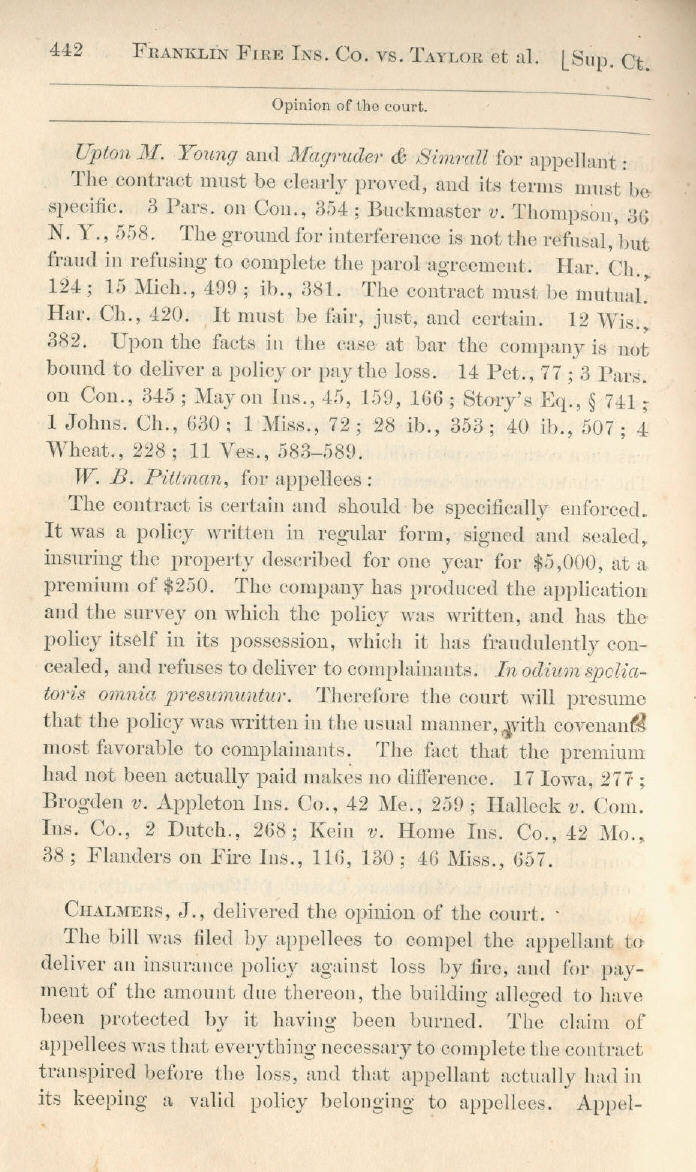 442 FRANKLIN FIRE INS. CO. VS. TAYLOR et al. [Sup. Ct.
Opinion of the court.
Upton M. Young and Magruder & Simrall for appellant:
The contract must be clearly proved, and its terms must be
specific. 3 Pars. on Con., 354; Buckmaster v. Thompson, 36
N. Y., 558. The ground for interference is not the refusal, but
fraud in refusing to complete the parol agreement. Har. Ch.,
124; 15 Mich., 499; ib., 381. The contract must be mutual.
Har. Ch., 420. It must be fair, just, and certain. 12 Wis.,
382. Upon the facts in the case at bar the company is not
bound to deliver a policy or pay the loss. 14 Pet., 77; 3 Pars.
on Con., 345; May on Ins., 45, 159, 166; Story's Eq., § 741;
1 Johns. Ch., 630; 1 Miss., 72; 28 ib., 353; 40 ib., 507; 4
Wheat., 228; 11 Ves., 583–589.
W. B. Pittman, for appellees:
The contract is certain and should be specifically enforced.
It was a policy written in regular form, signed and sealed,
insuring the property described for one year for $5,000, at a
premium of $250. The company has produced the application
and the survey on which the policy was written, and has the
policy itself in its possession, which it has fraudulently con-
cealed, and refuses to deliver to complainants. In odium spolia-
toris omnia presumuntur. Therefore the court will presume
that the policy was written in the usual manner, with covenants
most favorable to complainants. The fact that the premium
had not been actually paid makes no difference. 17 Iowa, 277;
Brogden v. Appleton Ins. Co., 42 Me., 259; Halleck v. Com.
Ins. Co., 2 Dutch., 268; Kein v. Home Ins. Co., 42 Mo.,
38; Flanders on Fire Ins., 116, 130; 46 Miss., 657.
CHALMERS, J., delivered the opinion of the court.
The bill was filed by appellees to compel the appellant to
deliver an insurance policy against loss by fire, and for pay-
ment of the amount due thereon, the building alleged to have
been protected by it having been burned. The claim of
appellees was that everything necessary to complete the contract
transpired before the loss, and that appellant actually had in
its keeping a valid policy belonging to appellees. Appel-